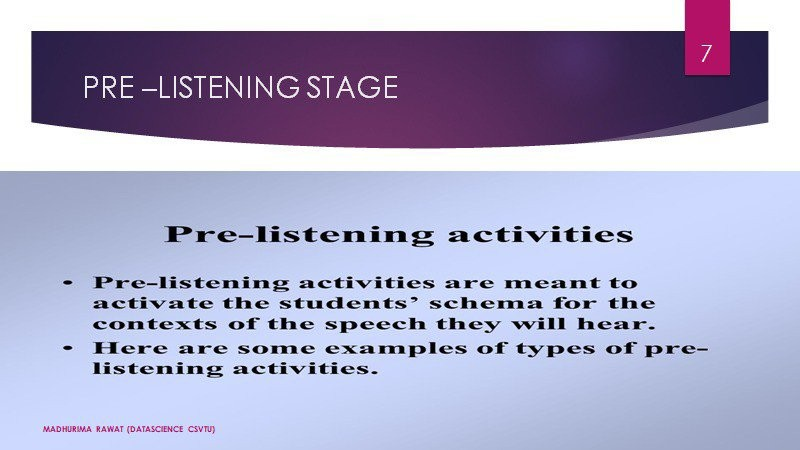 7
PRE –LISTENING STAGE
Pre-listening activities
• Pre-listening activities are meant to
activate the students’ schema for the
contexts of the speech they will hear.
• Here are some examples of types of pre-
listening activities.
MADHURIMA RAWAT (DATASCIENCE CSVTU)